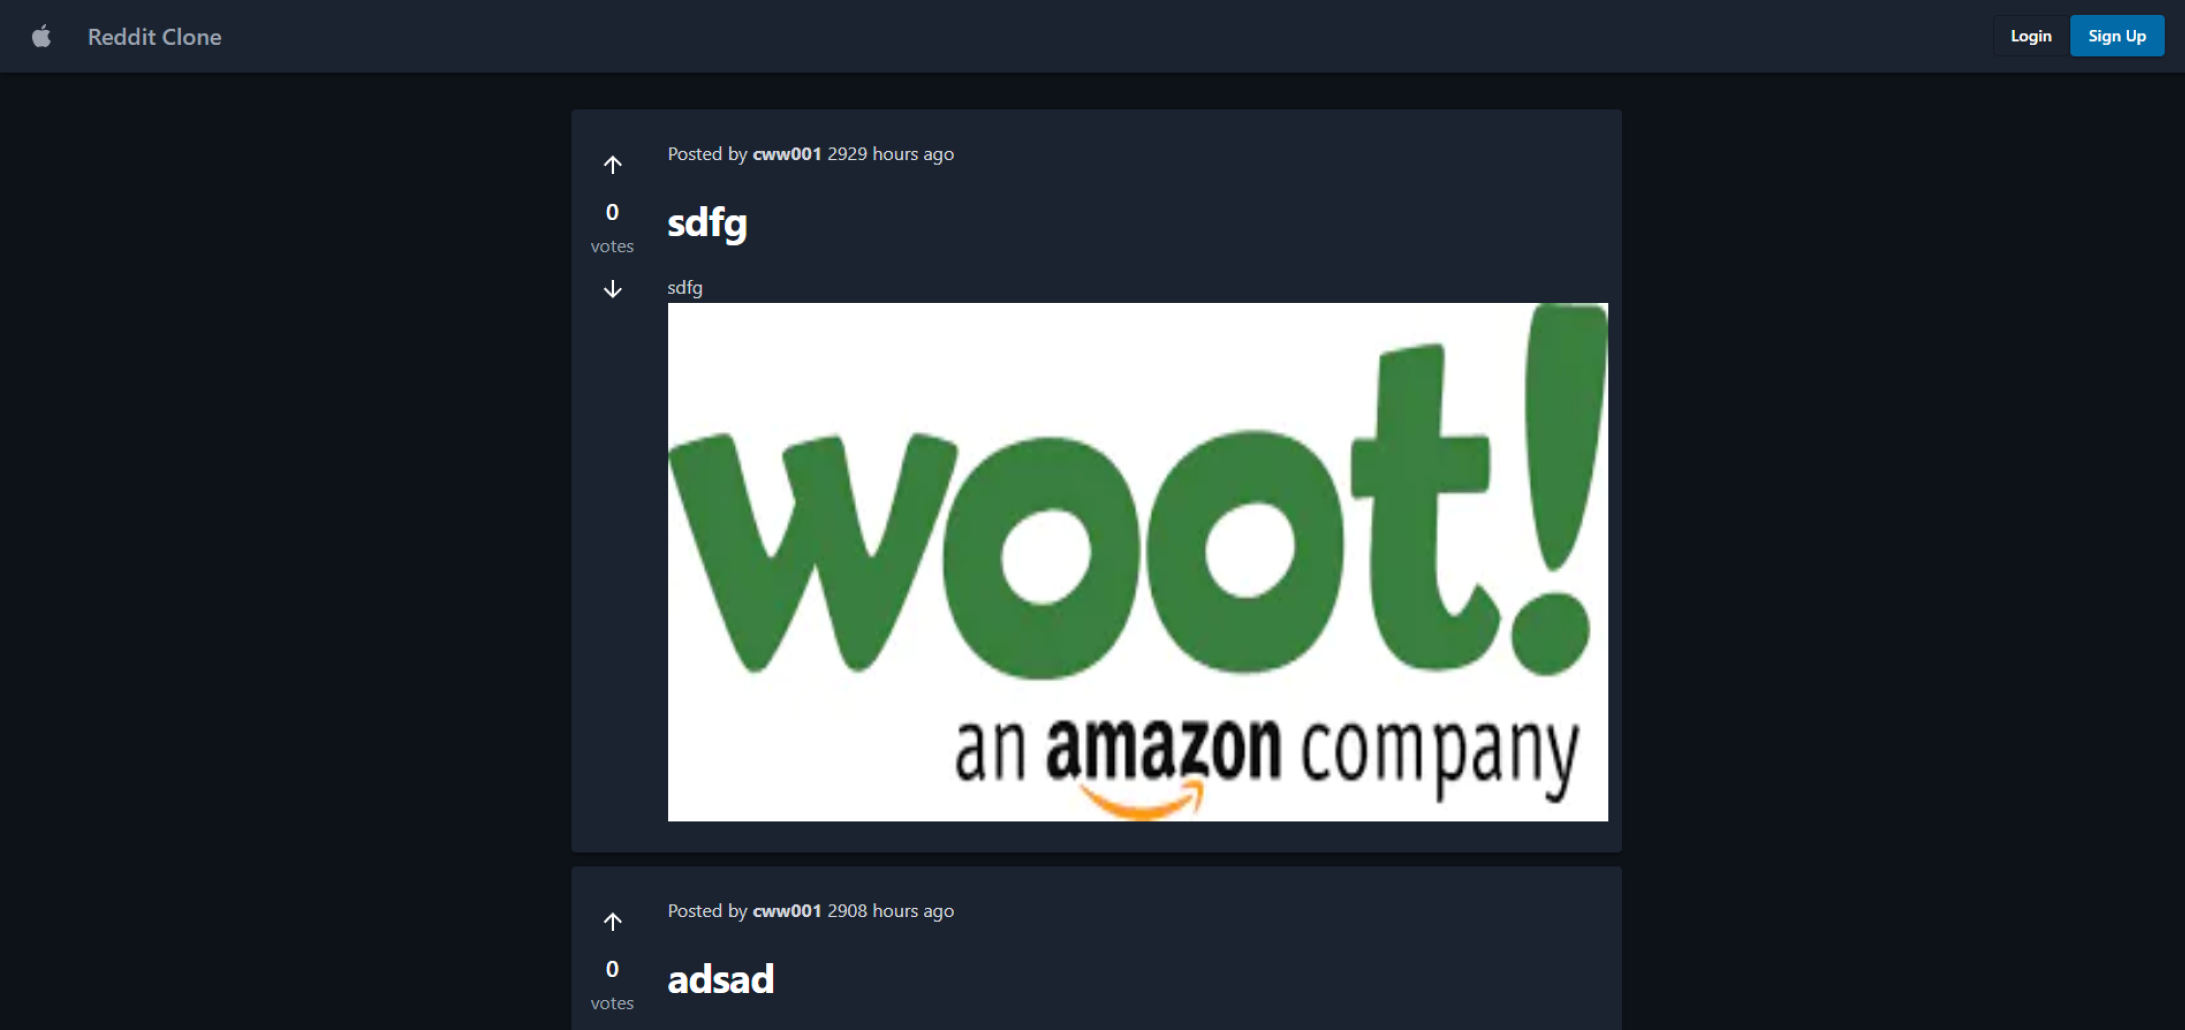 Reddit Clone
Login
Sign Up
Posted by cww001 2929 hours ago
0
votes
sdfg
sdfg
woot!
an amazon company
Posted by cww001 2908 hours ago
0
votes
adsad